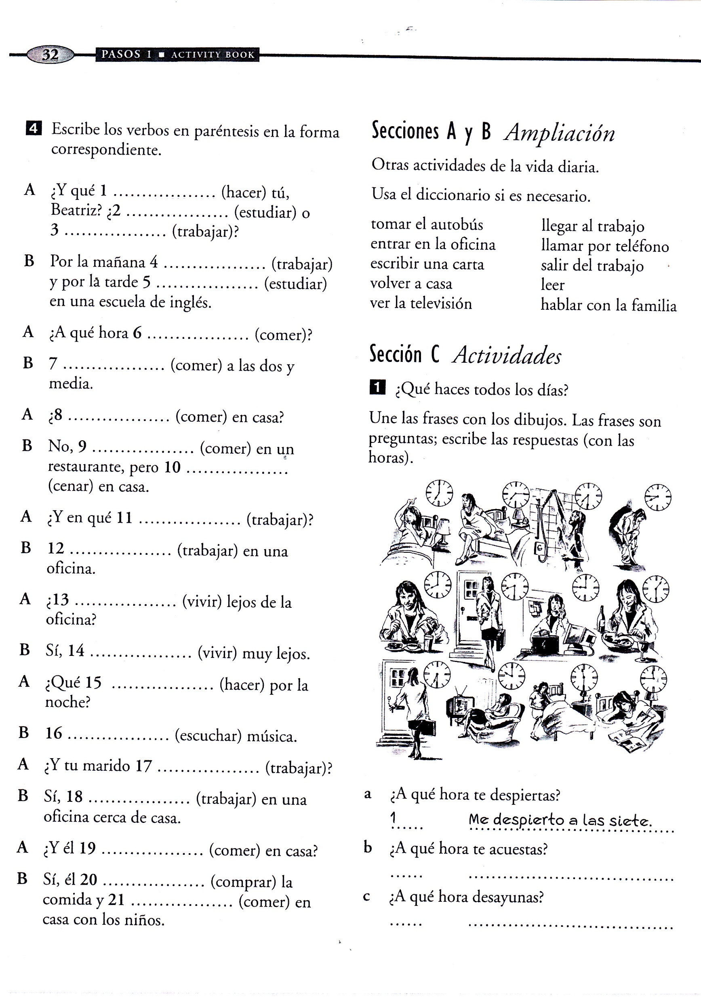 32 PASOS 1 ■ ACTIVITY BOOK
4 Escribe los verbos en paréntesis en la forma
correspondiente.
A ¿Y qué 1 .................. (hacer) tú,
Beatriz? ¿2 .................. (estudiar) o
3 .................. (trabajar)?
B Por la mañana 4 .................. (trabajar)
y por la tarde 5 .................. (estudiar)
en una escuela de inglés.
A ¿A qué hora 6 .................. (comer)?
B 7 .................. (comer) a las dos y
media.
A ¿8 .................. (comer) en casa?
B No, 9 .................. (comer) en un
restaurante, pero 10 ..................
(cenar) en casa.
A ¿Y en qué 11 .................. (trabajar)?
B 12 .................. (trabajar) en una
oficina.
A ¿13 .................. (vivir) lejos de la
oficina?
B Sí, 14 .................. (vivir) muy lejos.
A ¿Qué 15 .................. (hacer) por la
noche?
B 16 .................. (escuchar) música.
A ¿Y tu marido 17 .................. (trabajar)?
B Sí, 18 .................. (trabajar) en una
oficina cerca de casa.
A ¿Y él 19 .................. (comer) en casa?
B Sí, él 20 .................. (comprar) la
comida y 21 .................. (comer) en
casa con los niños.
Secciones A y B Ampliación
Otras actividades de la vida diaria.
Usa el diccionario si es necesario.
tomar el autobús llegar al trabajo
entrar en la oficina llamar por teléfono
escribir una carta salir del trabajo
volver a casa leer
ver la televisión hablar con la familia
Sección C Actividades
1 ¿Qué haces todos los días?
Une las frases con los dibujos. Las frases son
preguntas; escribe las respuestas (con las
horas).
C
a ¿A qué hora te despiertas?
1...... Me despierto a las siete.
b ¿A qué hora te acuestas?
...... ....................................
c ¿A qué hora desayunas?
...... ....................................